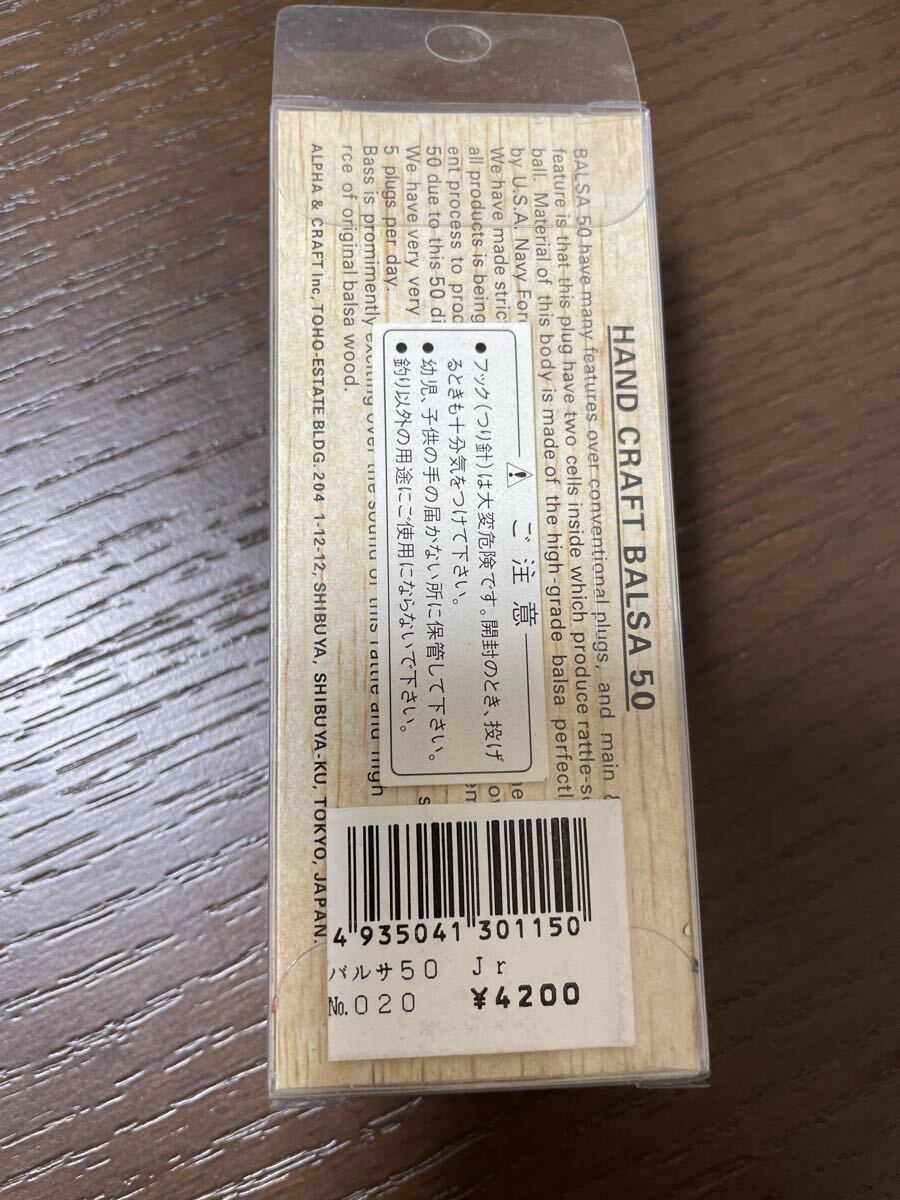 HAND CRAFT BALSA 50
BALSA 50 have many features over conventional plugs, and main
feature is that this plug have two cells inside which produce
ball. Material of this body is made of the high-grade balsa
by U.S.A. Navy
We have made
all products is being
ent process to
50 due to this 50
We have very very
5 plugs per day.
Bass is promimently exciting over the sound of this rattle and high
rce of original balsa wood.
ALPHA & CRAFT Inc, TOHO-ESTATE BLDG. 204 1-12-12, SHIBUYA, SHIBUYA-KU, TOKYO, JAPAN.
ご注意
●フック(つり針)は大変危険です。開封のとき、投げ
るときも十分気をつけて下さい。
●幼児、子供の手の届かない所に保管して下さい。
●釣り以外の用途にご使用にならないで下さい。
4 935041 301150
バルサ50 Jr
No.020 ¥4200